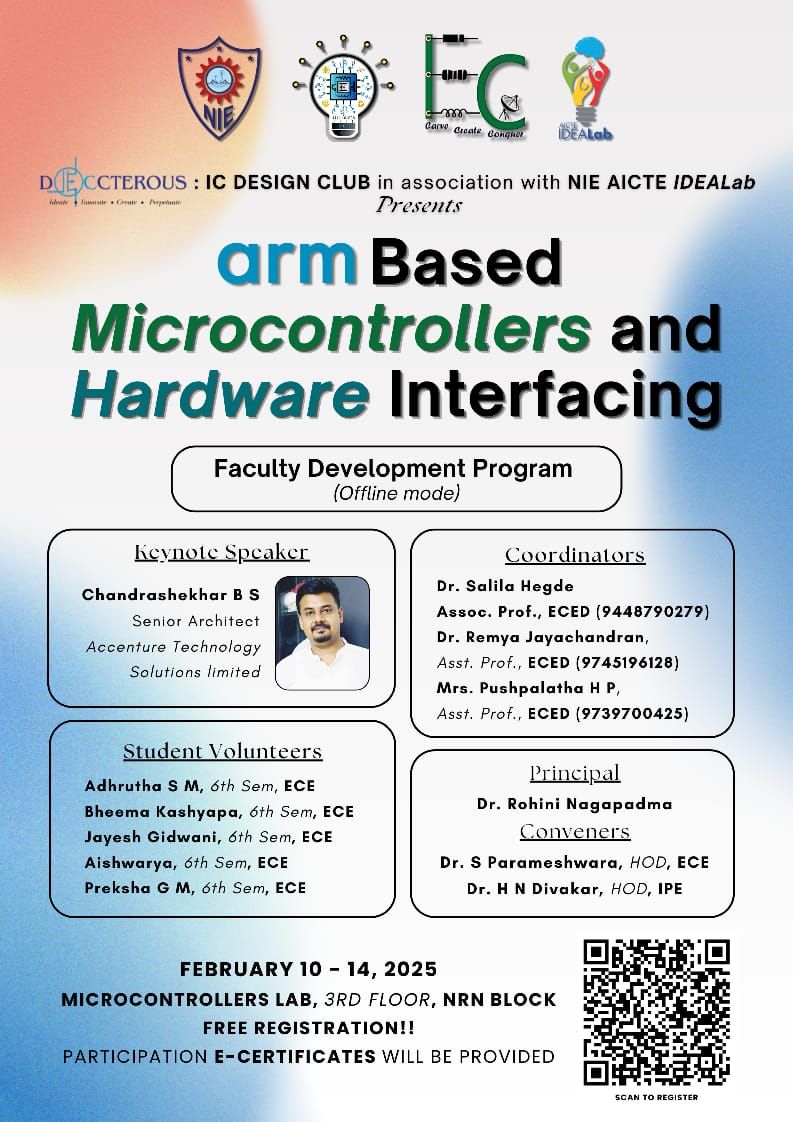 NIE
EC
Carve Create Conquer
AICTE
IDEALab
DECCTEROUS : IC DESIGN CLUB in association with NIE AICTE IDEALab
Ideate • Innovate • Create • Perpetuate
Presents
arm Based
Microcontrollers and
Hardware Interfacing
Faculty Development Program
(Offline mode)
Keynote Speaker
Chandrashekhar B S
Senior Architect
Accenture Technology
Solutions limited
Coordinators
Dr. Salila Hegde
Assoc. Prof., ECED (9448790279)
Dr. Remya Jayachandran,
Asst. Prof., ECED (9745196128)
Mrs. Pushpalatha H P,
Asst. Prof., ECED (9739700425)
Student Volunteers
Adhrutha S M, 6th Sem, ECE
Bheema Kashyapa, 6th Sem, ECE
Jayesh Gidwani, 6th Sem, ECE
Aishwarya, 6th Sem, ECE
Preksha G M, 6th Sem, ECE
Principal
Dr. Rohini Nagapadma
Conveners
Dr. S Parameshwara, HOD, ECE
Dr. H N Divakar, HOD, IPE
FEBRUARY 10 - 14, 2025
MICROCONTROLLERS LAB, 3RD FLOOR, NRN BLOCK
FREE REGISTRATION!!
PARTICIPATION E-CERTIFICATES WILL BE PROVIDED
SCAN TO REGISTER